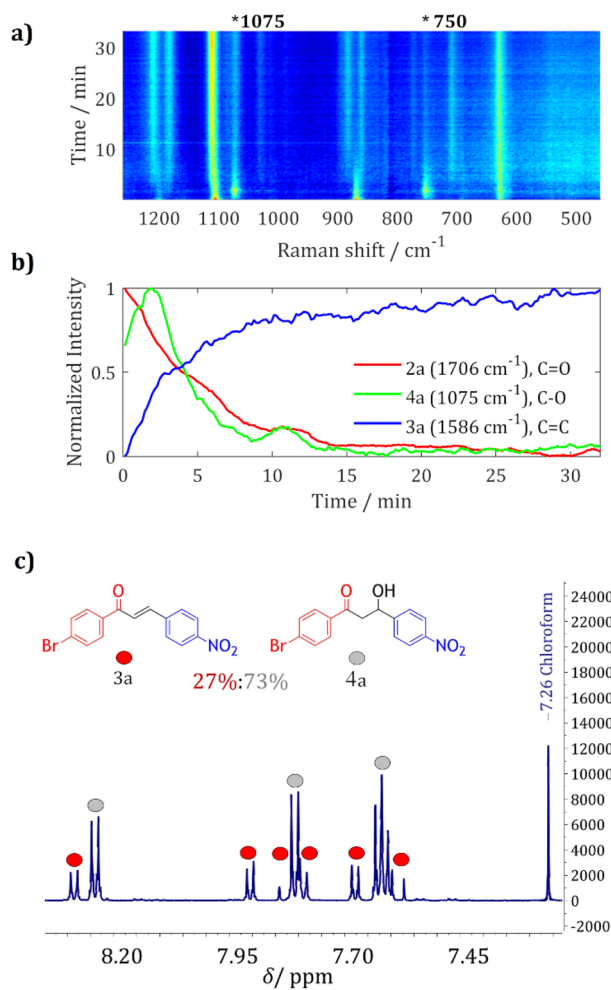 a)
*1075 *750
Time / min
30
20
10
1200 1100 1000 900 800 700 600 500
Raman shift / cm⁻¹
b)
Normalized Intensity
1
0.5
0
2a (1706 cm⁻¹), C=O
4a (1075 cm⁻¹), C-O
3a (1586 cm⁻¹), C=C
0 5 10 15 20 25 30
Time / min
c)
O
Br
NO₂
3a
27%:73%
O OH
Br
NO₂
4a
−7.26 Chloroform
24000
22000
20000
18000
16000
14000
12000
10000
8000
6000
4000
2000
0
-2000
8.20 7.95 7.70 7.45
δ/ ppm